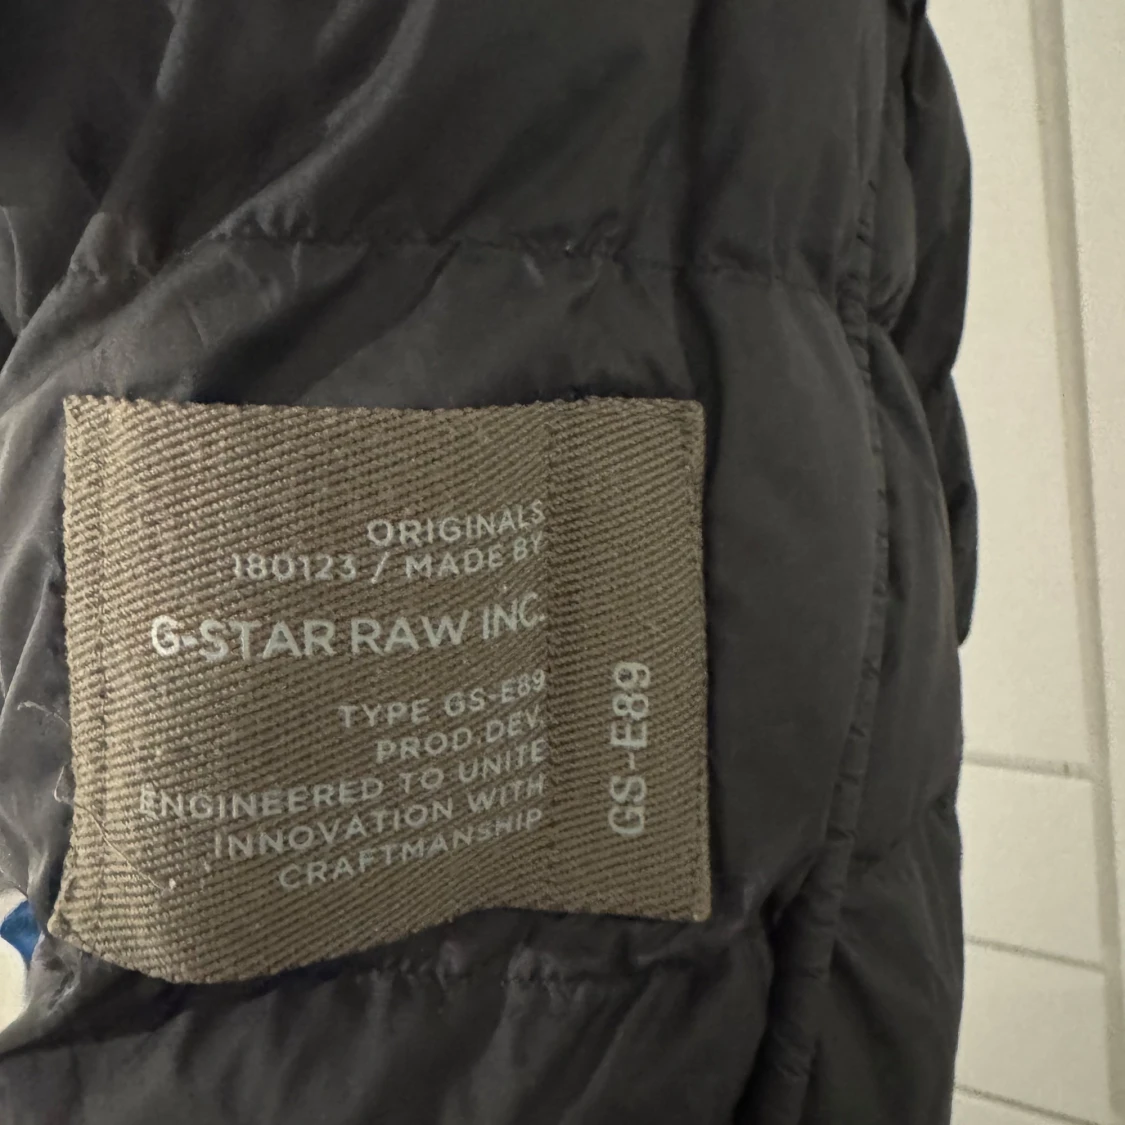 ORIGINALS
180123 / MADE BY
G-STAR RAW INC.
TYPE GS-E89
PROD.DEV.
ENGINEERED TO UNITE
INNOVATION WITH
CRAFTMANSHIP
GS-E89